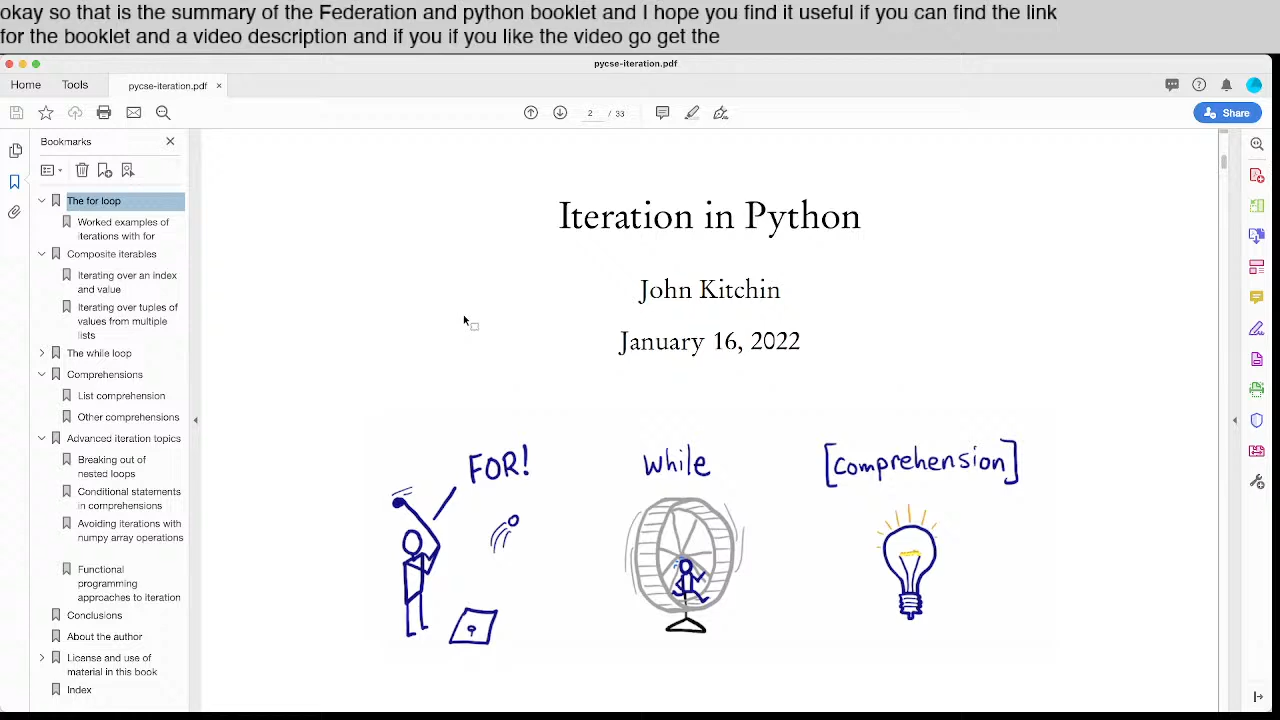 okay so that is the summary of the Federation and python booklet and I hope you find it useful if you can find the link
for the booklet and a video description and if you if you like the video go get the
pycse-iteration.pdf
Home
Tools
pycse-iteration.pdf ×
2 / 33
Share
Bookmarks
The for loop
Worked examples of
iterations with for
Composite iterables
Iterating over an index
and value
Iterating over tuples of
values from multiple
lists
The while loop
Comprehensions
List comprehension
Other comprehensions
Advanced iteration topics
Breaking out of
nested loops
Conditional statements
in comprehensions
Avoiding iterations with
numpy array operations
Functional
programming
approaches to iteration
Conclusions
About the author
License and use of
material in this book
Index
Iteration in Python
John Kitchin
January 16, 2022
FOR!
While
[Comprehension]